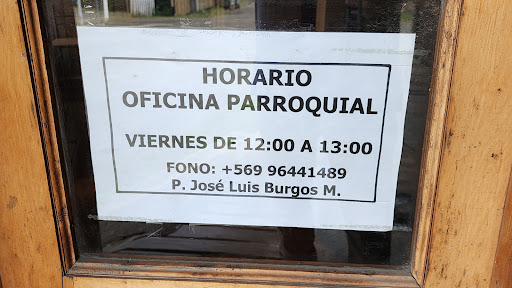 HORARIO
OFICINA PARROQUIAL
VIERNES DE 12:00 A 13:00
FONO: +569 96441489
P. José Luis Burgos M.